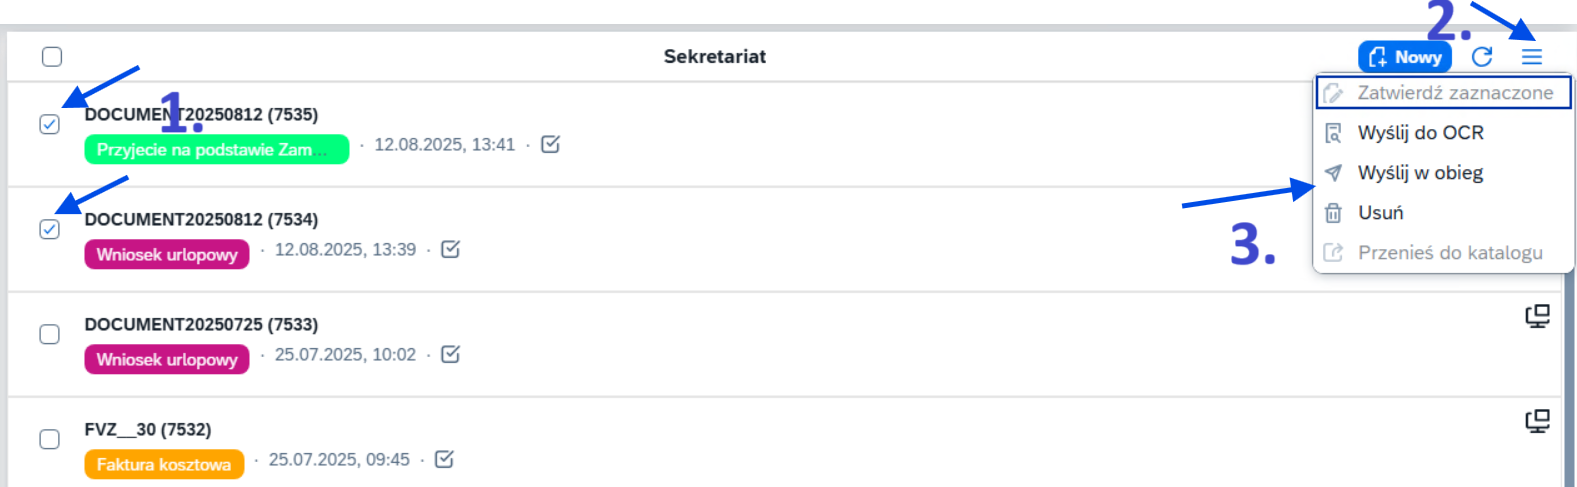 2.
Sekretariat
Nowy
1.
DOCUMENT20250812 (7535)
Przyjecie na podstawie Zam... · 12.08.2025, 13:41 ·
DOCUMENT20250812 (7534)
Wniosek urlopowy · 12.08.2025, 13:39 ·
DOCUMENT20250725 (7533)
Wniosek urlopowy · 25.07.2025, 10:02 ·
FVZ__30 (7532)
Faktura kosztowa · 25.07.2025, 09:45 ·
Zatwierdź zaznaczone
Wyślij do OCR
Wyślij w obieg
Usuń
Przenieś do katalogu
3.